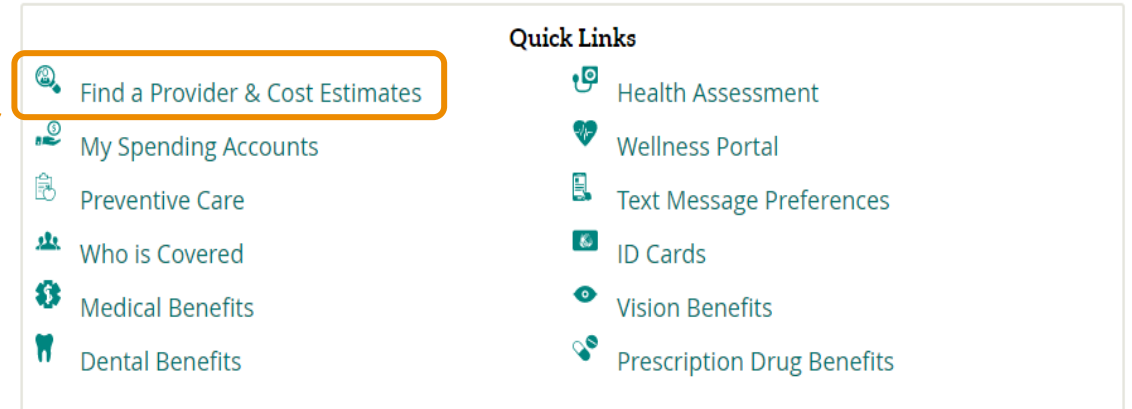 Quick Links
Find a Provider & Cost Estimates
Health Assessment
My Spending Accounts
Wellness Portal
Preventive Care
Text Message Preferences
Who is Covered
ID Cards
Medical Benefits
Vision Benefits
Dental Benefits
Prescription Drug Benefits